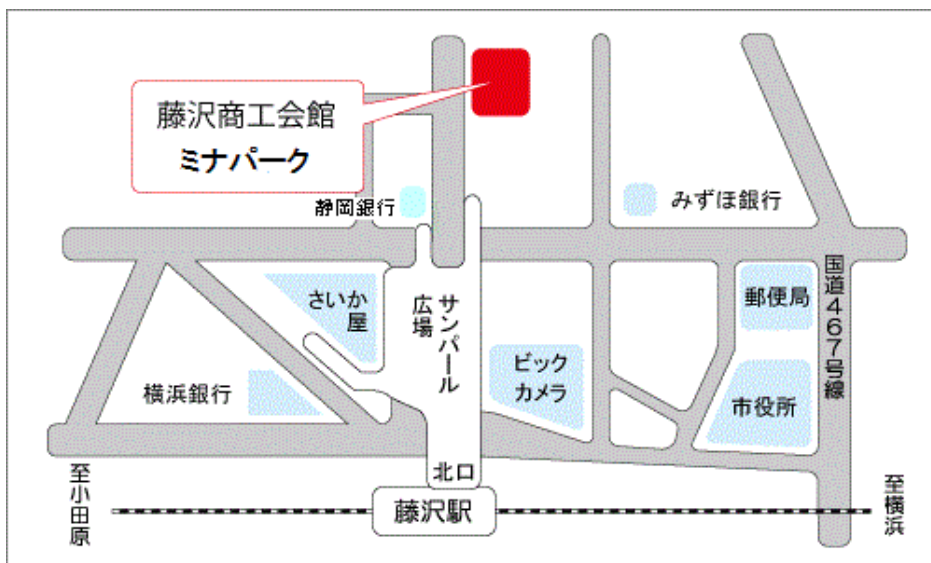 藤沢商工会館
ミナパーク
静岡銀行
みずほ銀行
さいか
屋
サンパール
広場
国道467号線
郵便局
ビック
カメラ
横浜銀行
市役所
北口
至小田原
藤沢駅
至横浜